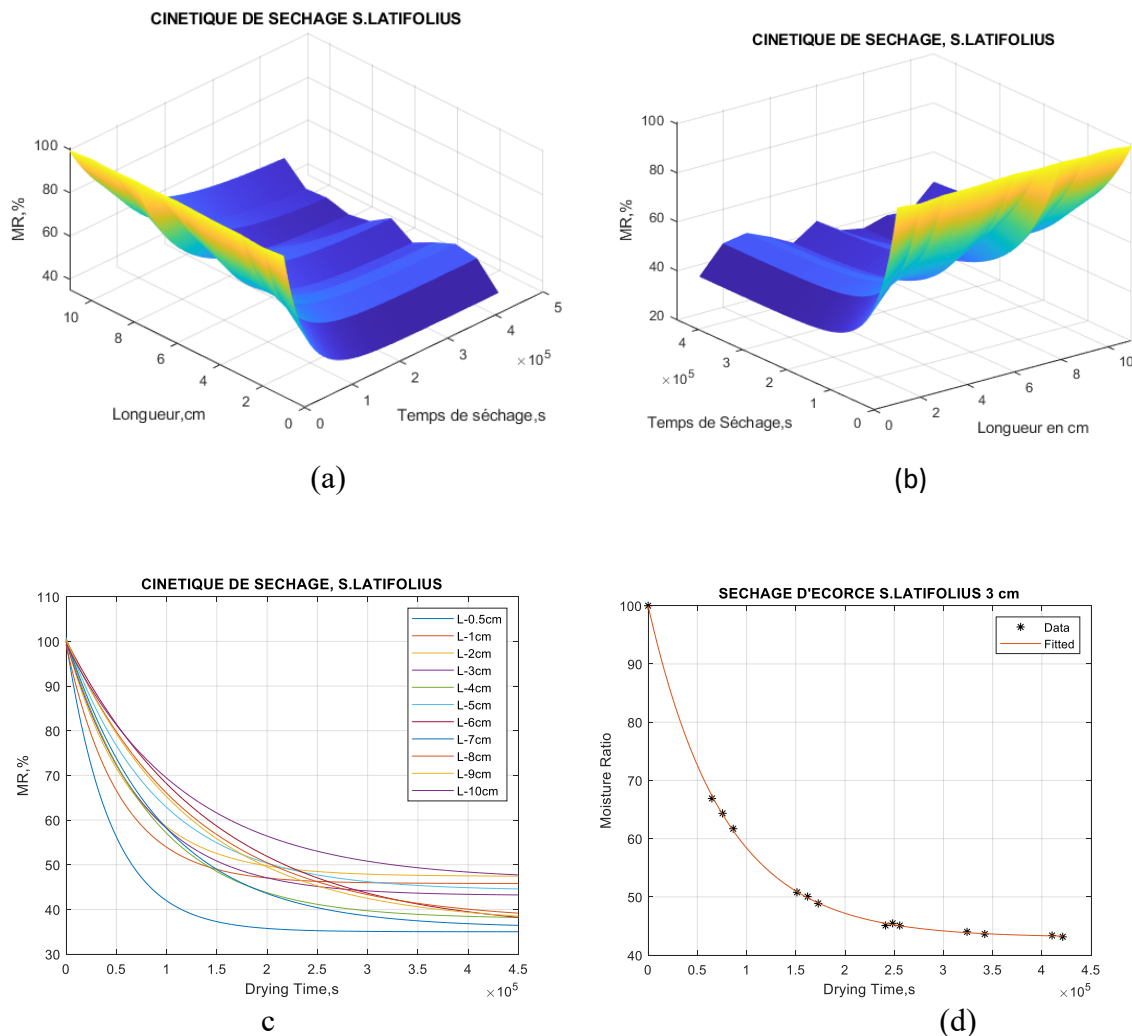 CINETIQUE DE SECHAGE S.LATIFOLIUS
100
80
60
40
MR,%
10
8
6
4
2
0
Longueur,cm
0
1
2
3
4
5
×10^5
Temps de séchage,s
(a)
CINETIQUE DE SECHAGE, S.LATIFOLIUS
100
80
60
40
20
MR,%
4
3
2
1
0
×10^5
Temps de Séchage,s
0
2
4
6
8
10
Longueur en cm
(b)
CINETIQUE DE SECHAGE, S.LATIFOLIUS
110
100
90
80
70
60
50
40
30
MR,%
L-0.5cm
L-1cm
L-2cm
L-3cm
L-4cm
L-5cm
L-6cm
L-7cm
L-8cm
L-9cm
L-10cm
0 0.5 1 1.5 2 2.5 3 3.5 4 4.5
Drying Time,s
×10^5
c
SECHAGE D'ECORCE S.LATIFOLIUS 3 cm
100
90
80
70
60
50
40
Moisture Ratio
Data
Fitted
0 0.5 1 1.5 2 2.5 3 3.5 4 4.5
Drying Time,s
×10^5
(d)